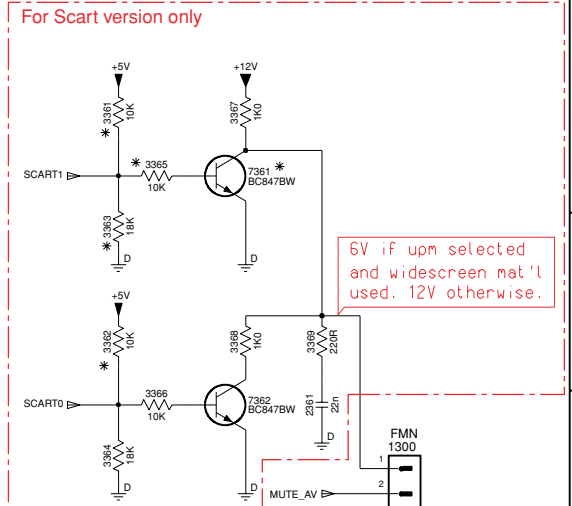 For Scart version only
+5V
+12V
3361
10K
*
3367
1K0
SCART1
*
3365
10K
7361 *
BC847BW
3363
18K
*
D
D
6V if upm selected
and widescreen mat'l
used. 12V otherwise.
+5V
3362
10K
*
3368
1K0
3369
220R
SCART0
3366
10K
7362
BC847BW
2361
22n
D
3364
18K
D
D
FMN
1300
1
2
MUTE_AV